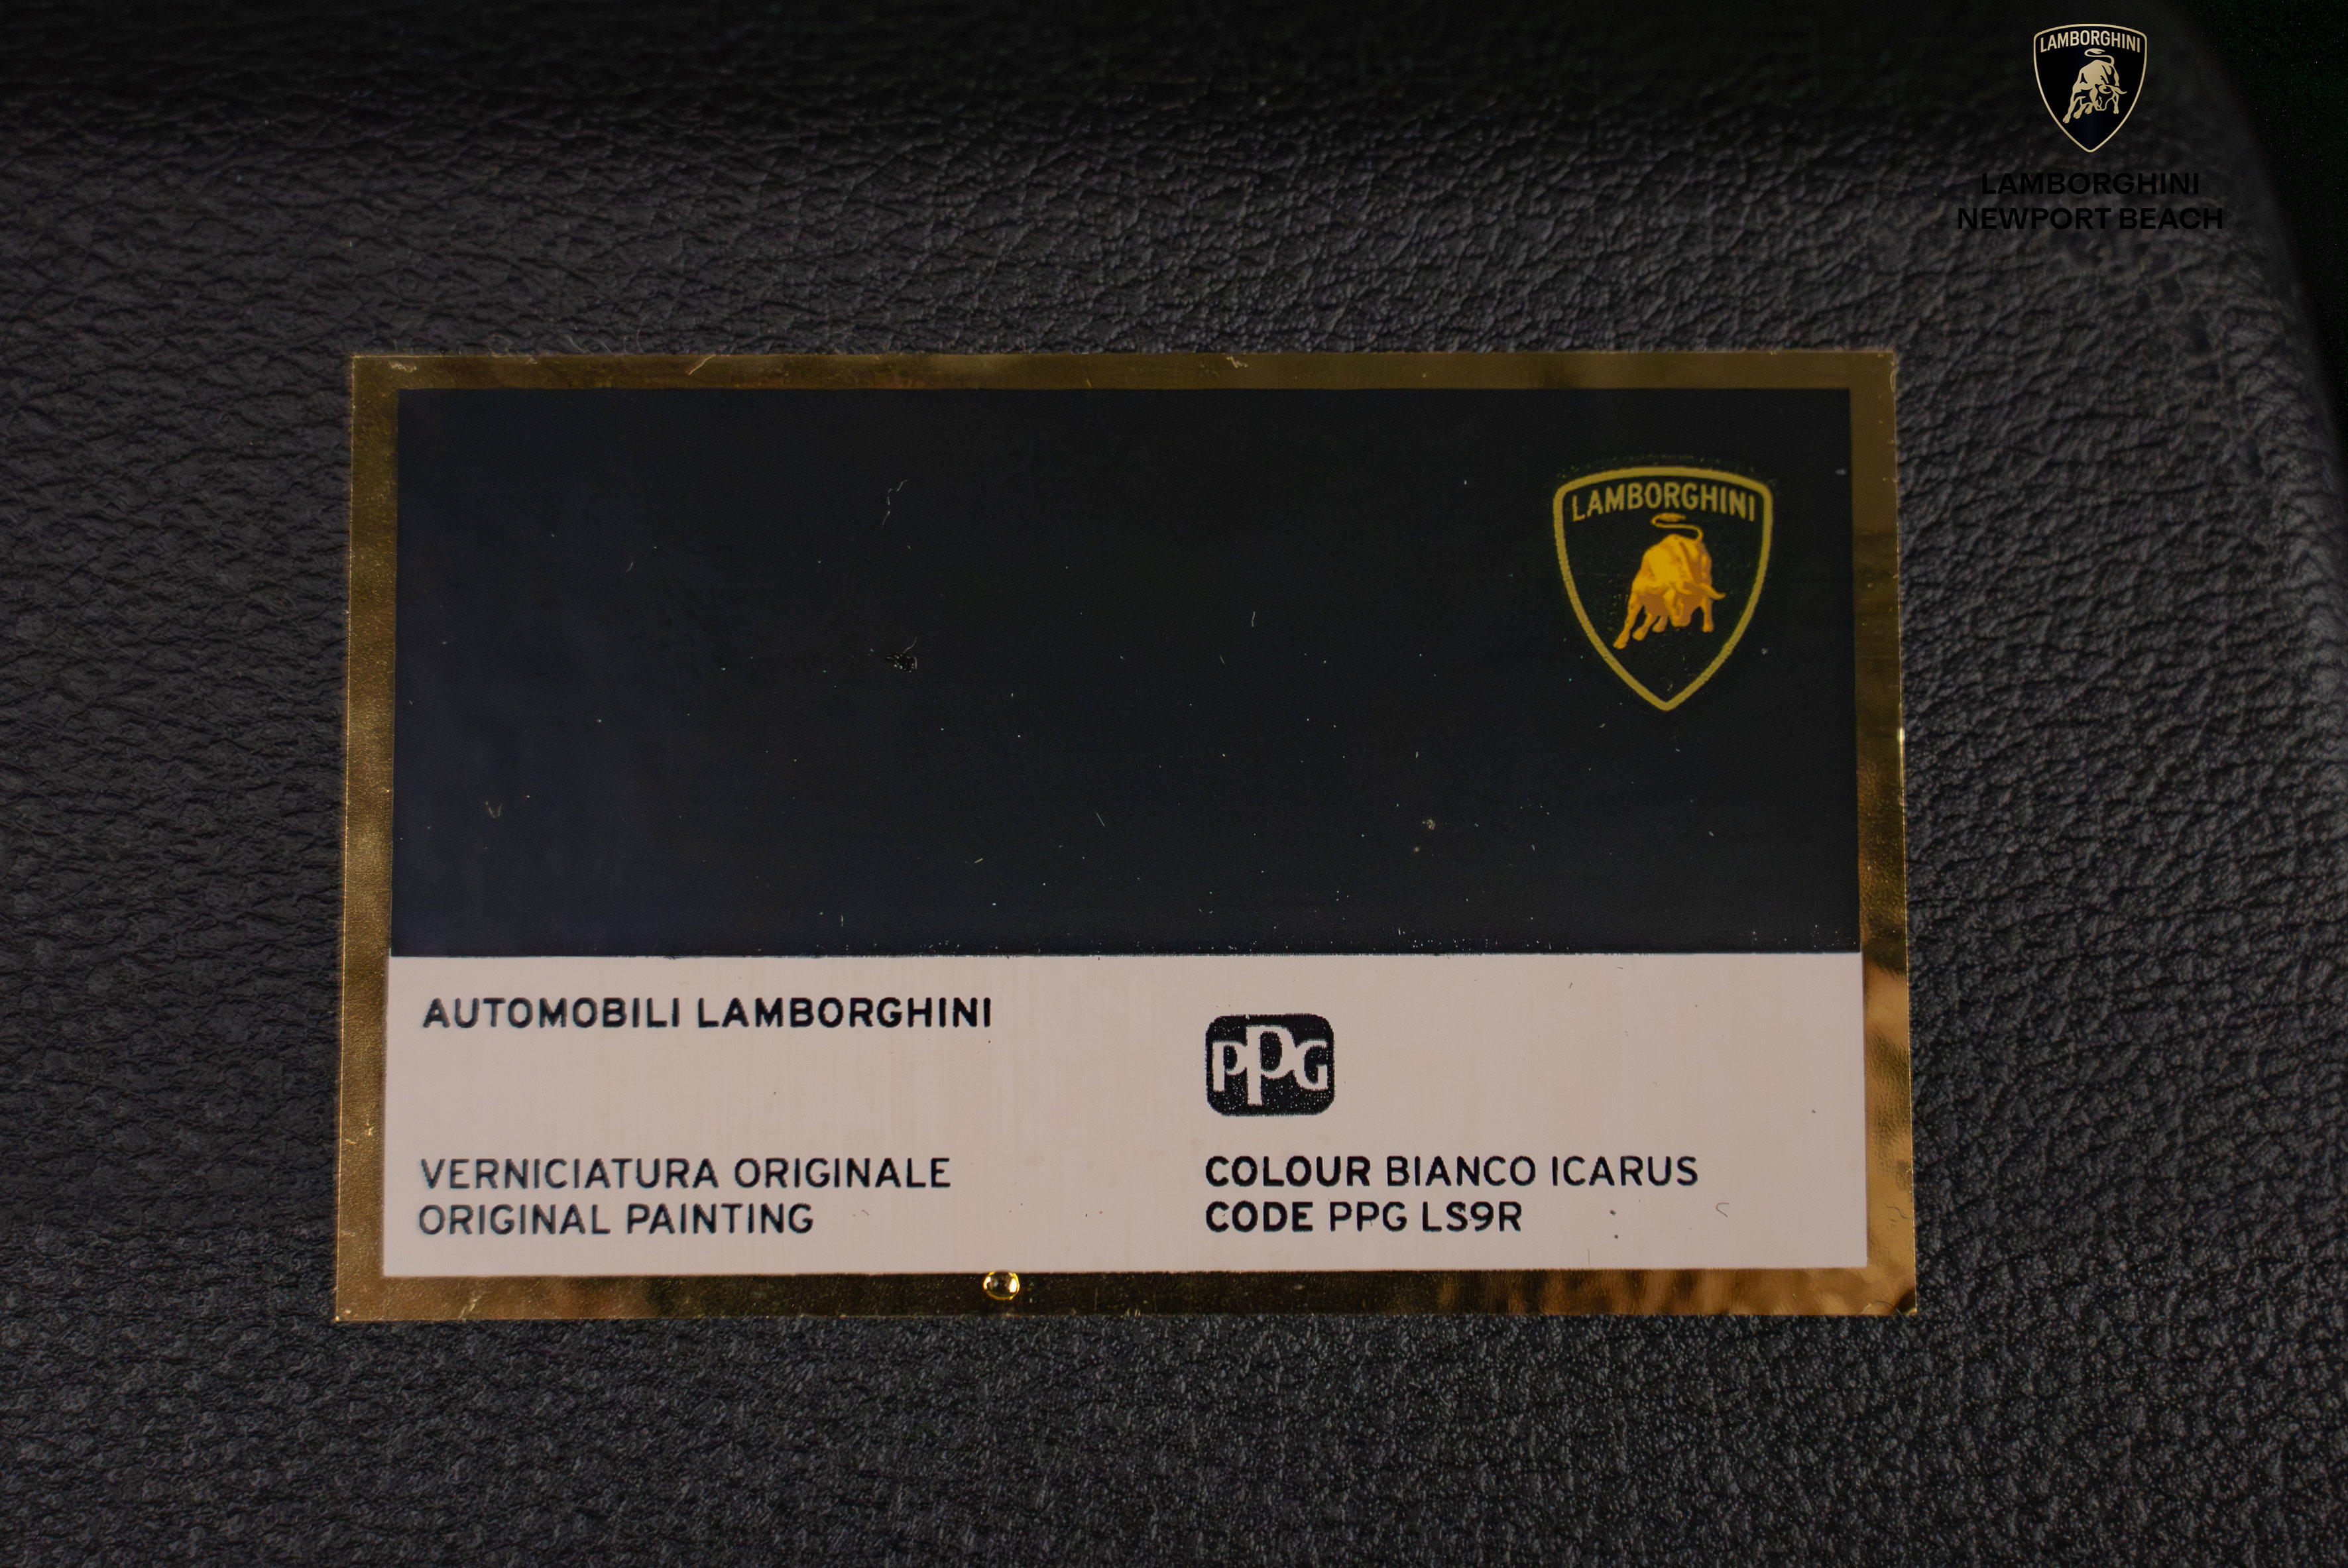 LAMBORGHINI
LAMBORGHINI
NEWPORT BEACH
LAMBORGHINI
AUTOMOBILI LAMBORGHINI
PPG
VERNICIATURA ORIGINALE
ORIGINAL PAINTING
COLOUR BIANCO ICARUS
CODE PPG LS9R